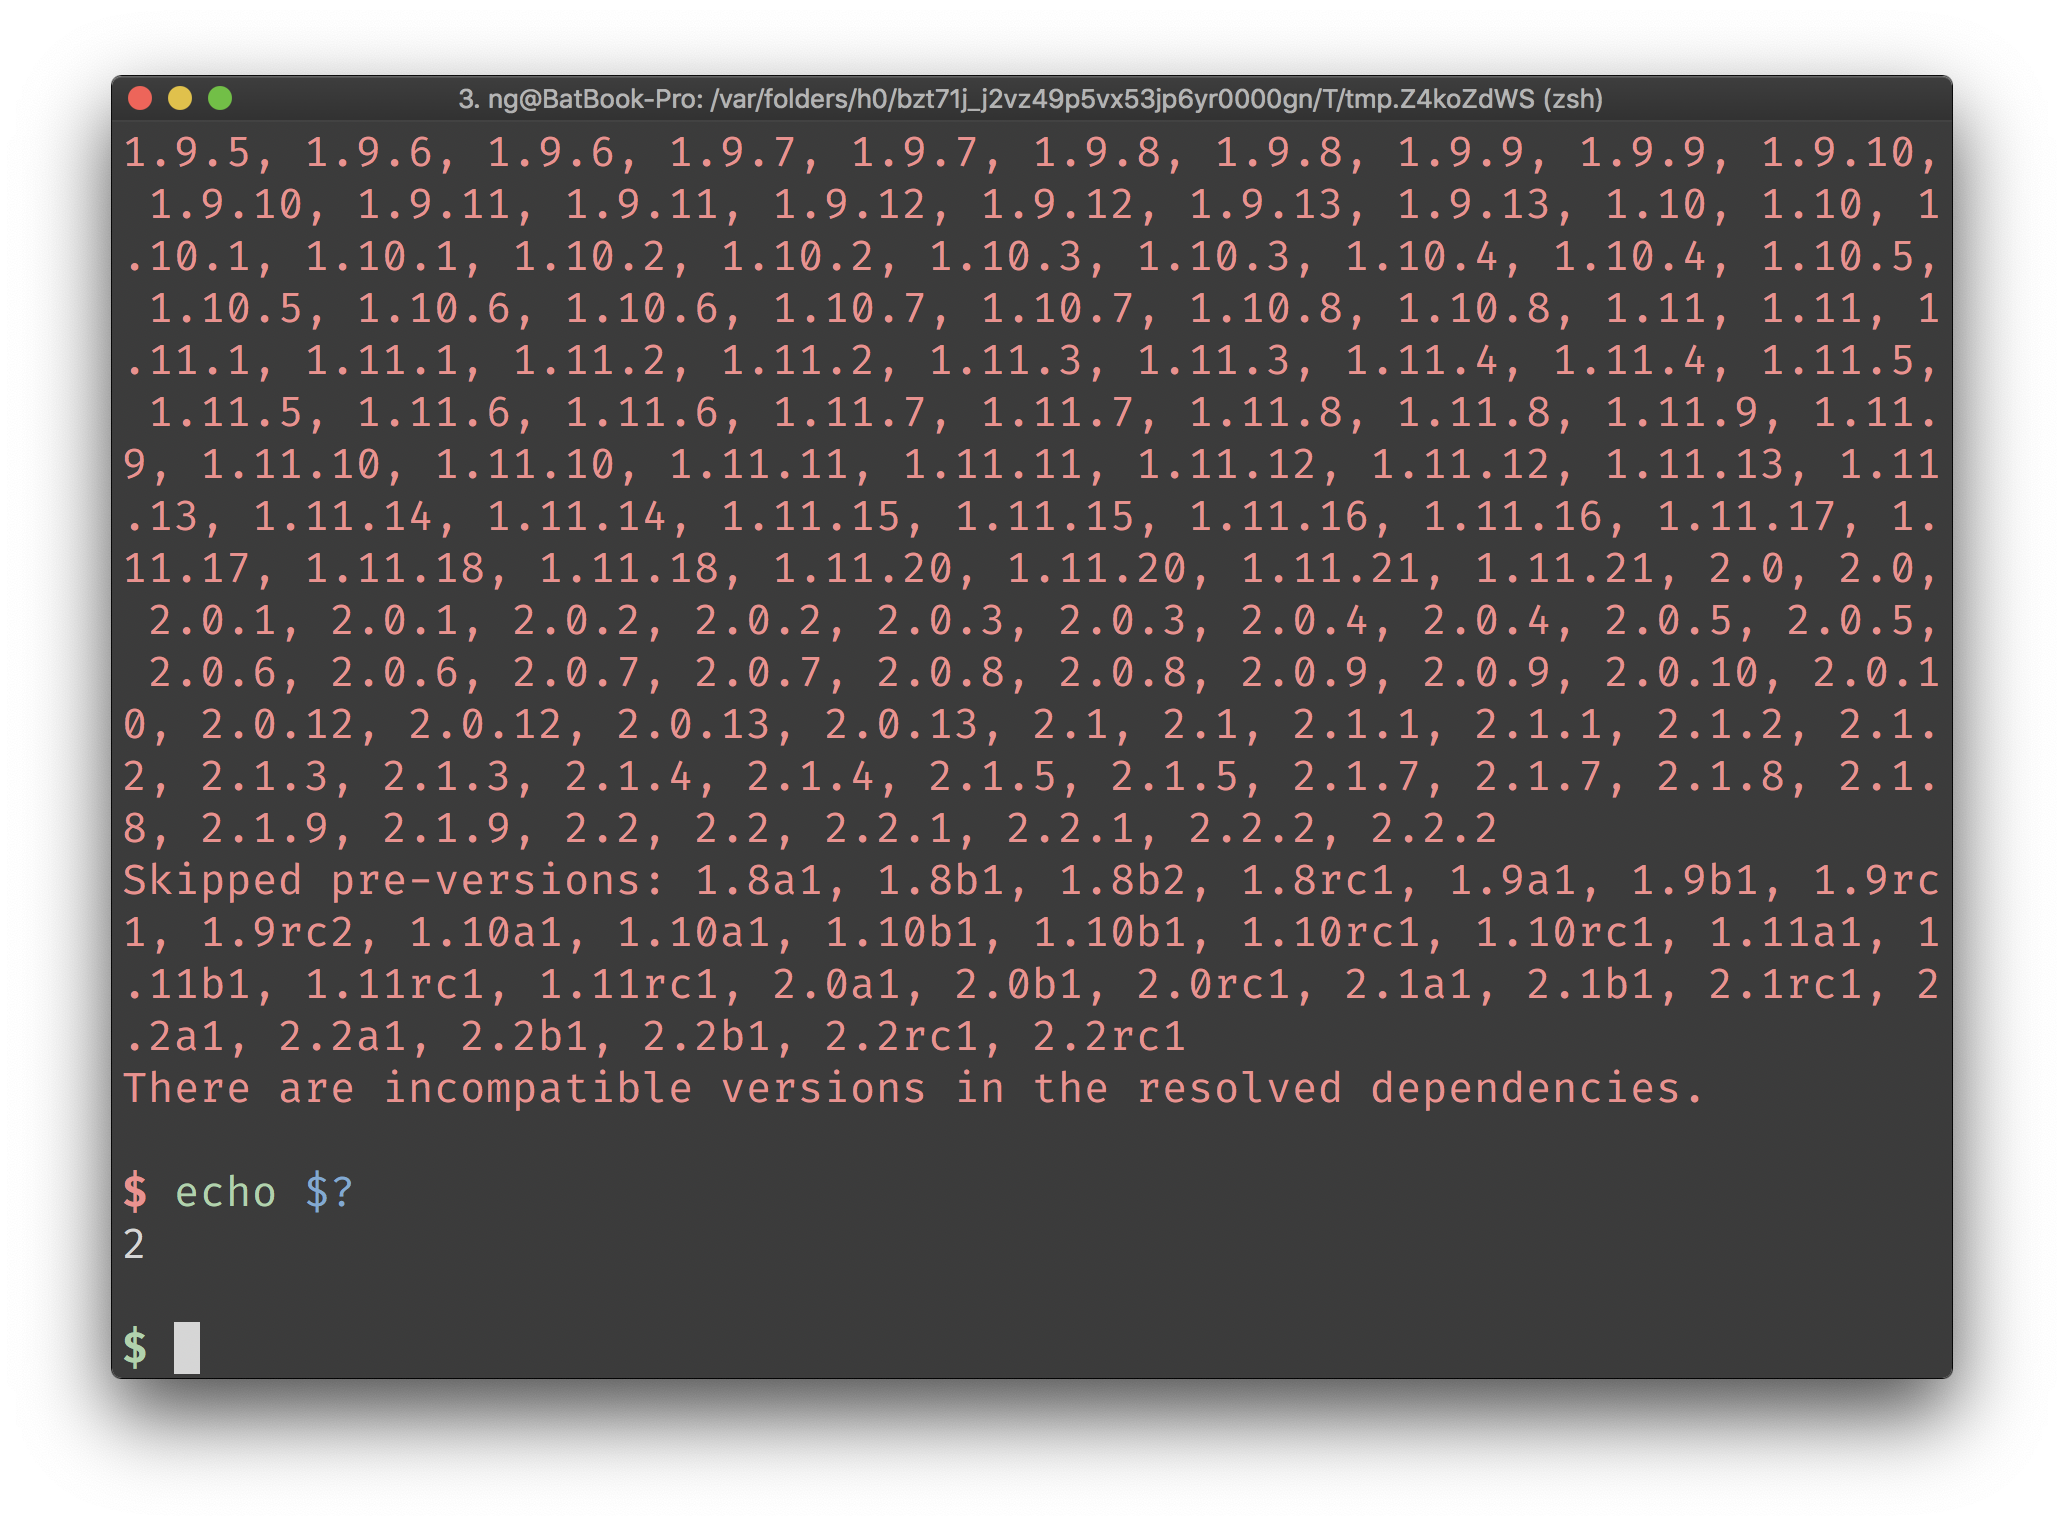 3. ng@BatBook-Pro: /var/folders/h0/bzt71j_j2vz49p5vx53jp6yr0000gn/T/tmp.Z4koZdWS (zsh)
1.9.5, 1.9.6, 1.9.6, 1.9.7, 1.9.7, 1.9.8, 1.9.8, 1.9.9, 1.9.9, 1.9.10,
1.9.10, 1.9.11, 1.9.11, 1.9.12, 1.9.12, 1.9.13, 1.9.13, 1.10, 1.10, 1
.10.1, 1.10.1, 1.10.2, 1.10.2, 1.10.3, 1.10.3, 1.10.4, 1.10.4, 1.10.5,
1.10.5, 1.10.6, 1.10.6, 1.10.7, 1.10.7, 1.10.8, 1.10.8, 1.11, 1.11, 1
.11.1, 1.11.1, 1.11.2, 1.11.2, 1.11.3, 1.11.3, 1.11.4, 1.11.4, 1.11.5,
1.11.5, 1.11.6, 1.11.6, 1.11.7, 1.11.7, 1.11.8, 1.11.8, 1.11.9, 1.11.
9, 1.11.10, 1.11.10, 1.11.11, 1.11.11, 1.11.12, 1.11.12, 1.11.13, 1.11
.13, 1.11.14, 1.11.14, 1.11.15, 1.11.15, 1.11.16, 1.11.16, 1.11.17, 1.
11.17, 1.11.18, 1.11.18, 1.11.20, 1.11.20, 1.11.21, 1.11.21, 2.0, 2.0,
2.0.1, 2.0.1, 2.0.2, 2.0.2, 2.0.3, 2.0.3, 2.0.4, 2.0.4, 2.0.5, 2.0.5,
2.0.6, 2.0.6, 2.0.7, 2.0.7, 2.0.8, 2.0.8, 2.0.9, 2.0.9, 2.0.10, 2.0.1
0, 2.0.12, 2.0.12, 2.0.13, 2.0.13, 2.1, 2.1, 2.1.1, 2.1.1, 2.1.2, 2.1.
2, 2.1.3, 2.1.3, 2.1.4, 2.1.4, 2.1.5, 2.1.5, 2.1.7, 2.1.7, 2.1.8, 2.1.
8, 2.1.9, 2.1.9, 2.2, 2.2, 2.2.1, 2.2.1, 2.2.2, 2.2.2
Skipped pre-versions: 1.8a1, 1.8b1, 1.8b2, 1.8rc1, 1.9a1, 1.9b1, 1.9rc
1, 1.9rc2, 1.10a1, 1.10a1, 1.10b1, 1.10b1, 1.10rc1, 1.10rc1, 1.11a1, 1
.11b1, 1.11rc1, 1.11rc1, 2.0a1, 2.0b1, 2.0rc1, 2.1a1, 2.1b1, 2.1rc1, 2
.2a1, 2.2a1, 2.2b1, 2.2b1, 2.2rc1, 2.2rc1
There are incompatible versions in the resolved dependencies.
$ echo $?
2
$